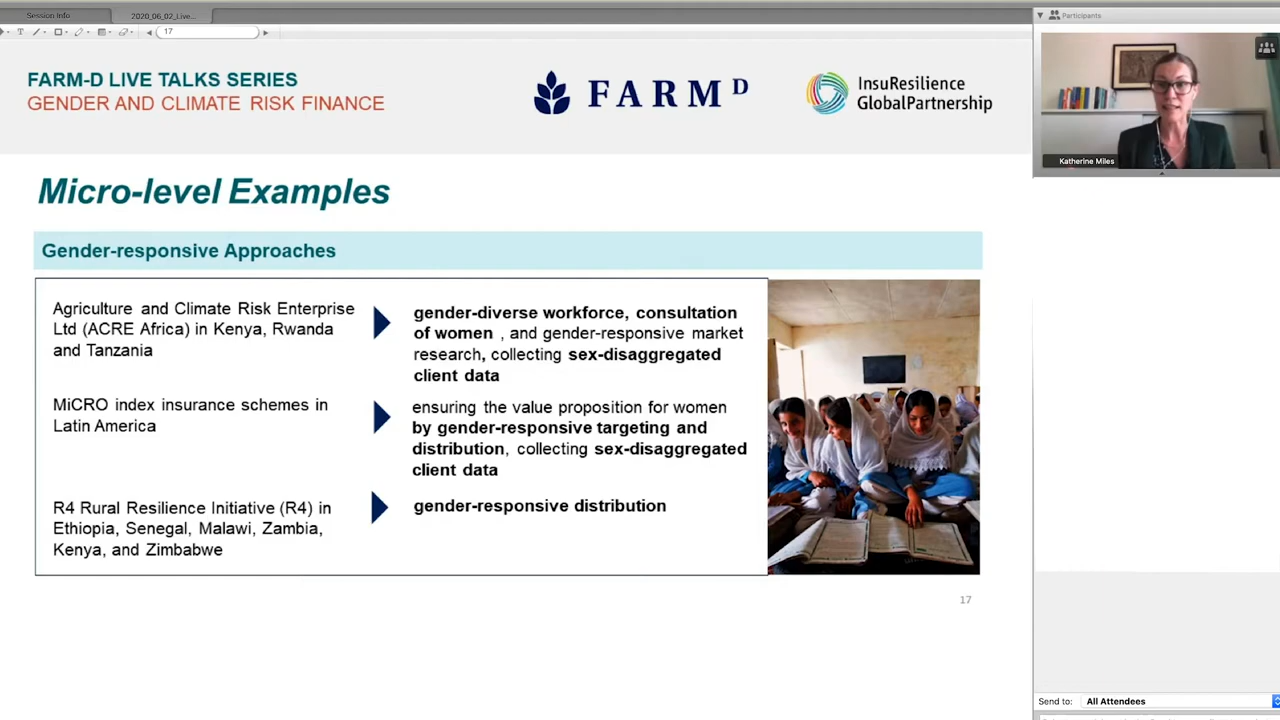 Session Info
2020_06_02_Live...
Participants
17
FARM-D LIVE TALKS SERIES
GENDER AND CLIMATE RISK FINANCE
FARM D
InsuResilience
GlobalPartnership
Katherine Miles
Micro-level Examples
Gender-responsive Approaches
Agriculture and Climate Risk Enterprise
Ltd (ACRE Africa) in Kenya, Rwanda
and Tanzania
gender-diverse workforce, consultation
of women , and gender-responsive market
research, collecting sex-disaggregated
client data
MiCRO index insurance schemes in
Latin America
ensuring the value proposition for women
by gender-responsive targeting and
distribution, collecting sex-disaggregated
client data
R4 Rural Resilience Initiative (R4) in
Ethiopia, Senegal, Malawi, Zambia,
Kenya, and Zimbabwe
gender-responsive distribution
17
Send to: All Attendees